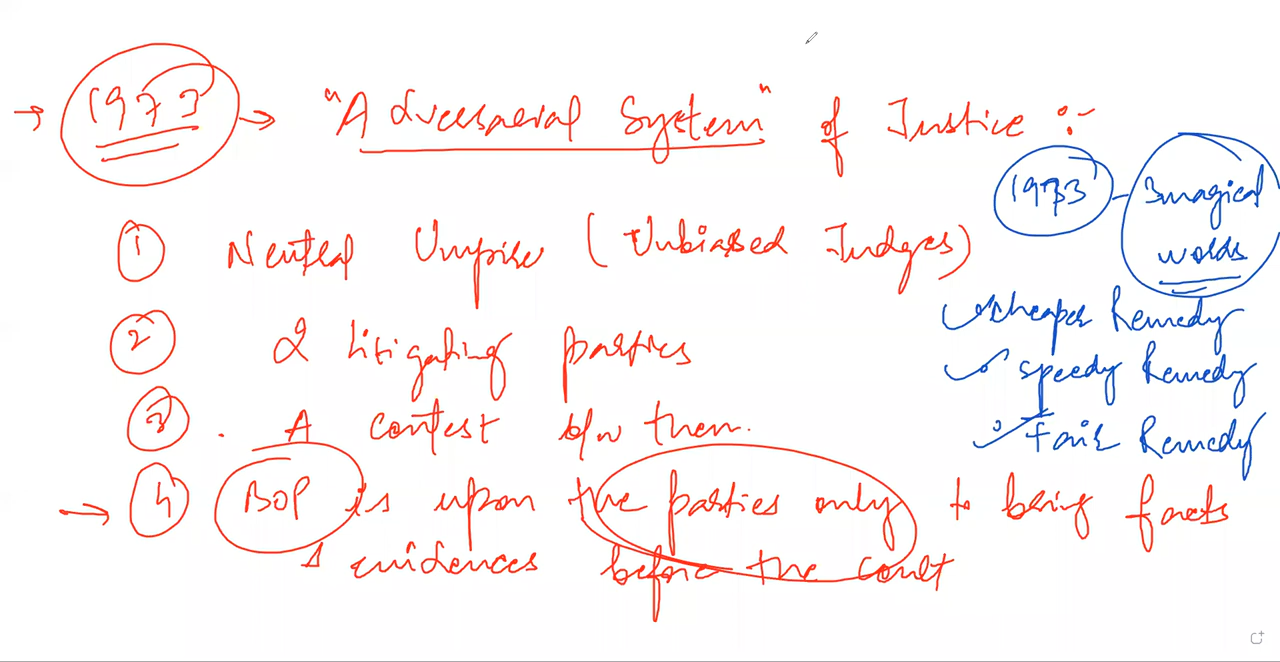 → 1973 → "Adversarial System" of Justice :-
① Neutral Umpire (Unbiased Judges)
② 2 litigating parties
③ . A contest b/w them.
→ ④ BOP is upon the parties only to bring facts
& evidences before the court
1973 - 3 magical
words
✓ cheaper Remedy
✓ speedy Remedy
✓ Fair Remedy